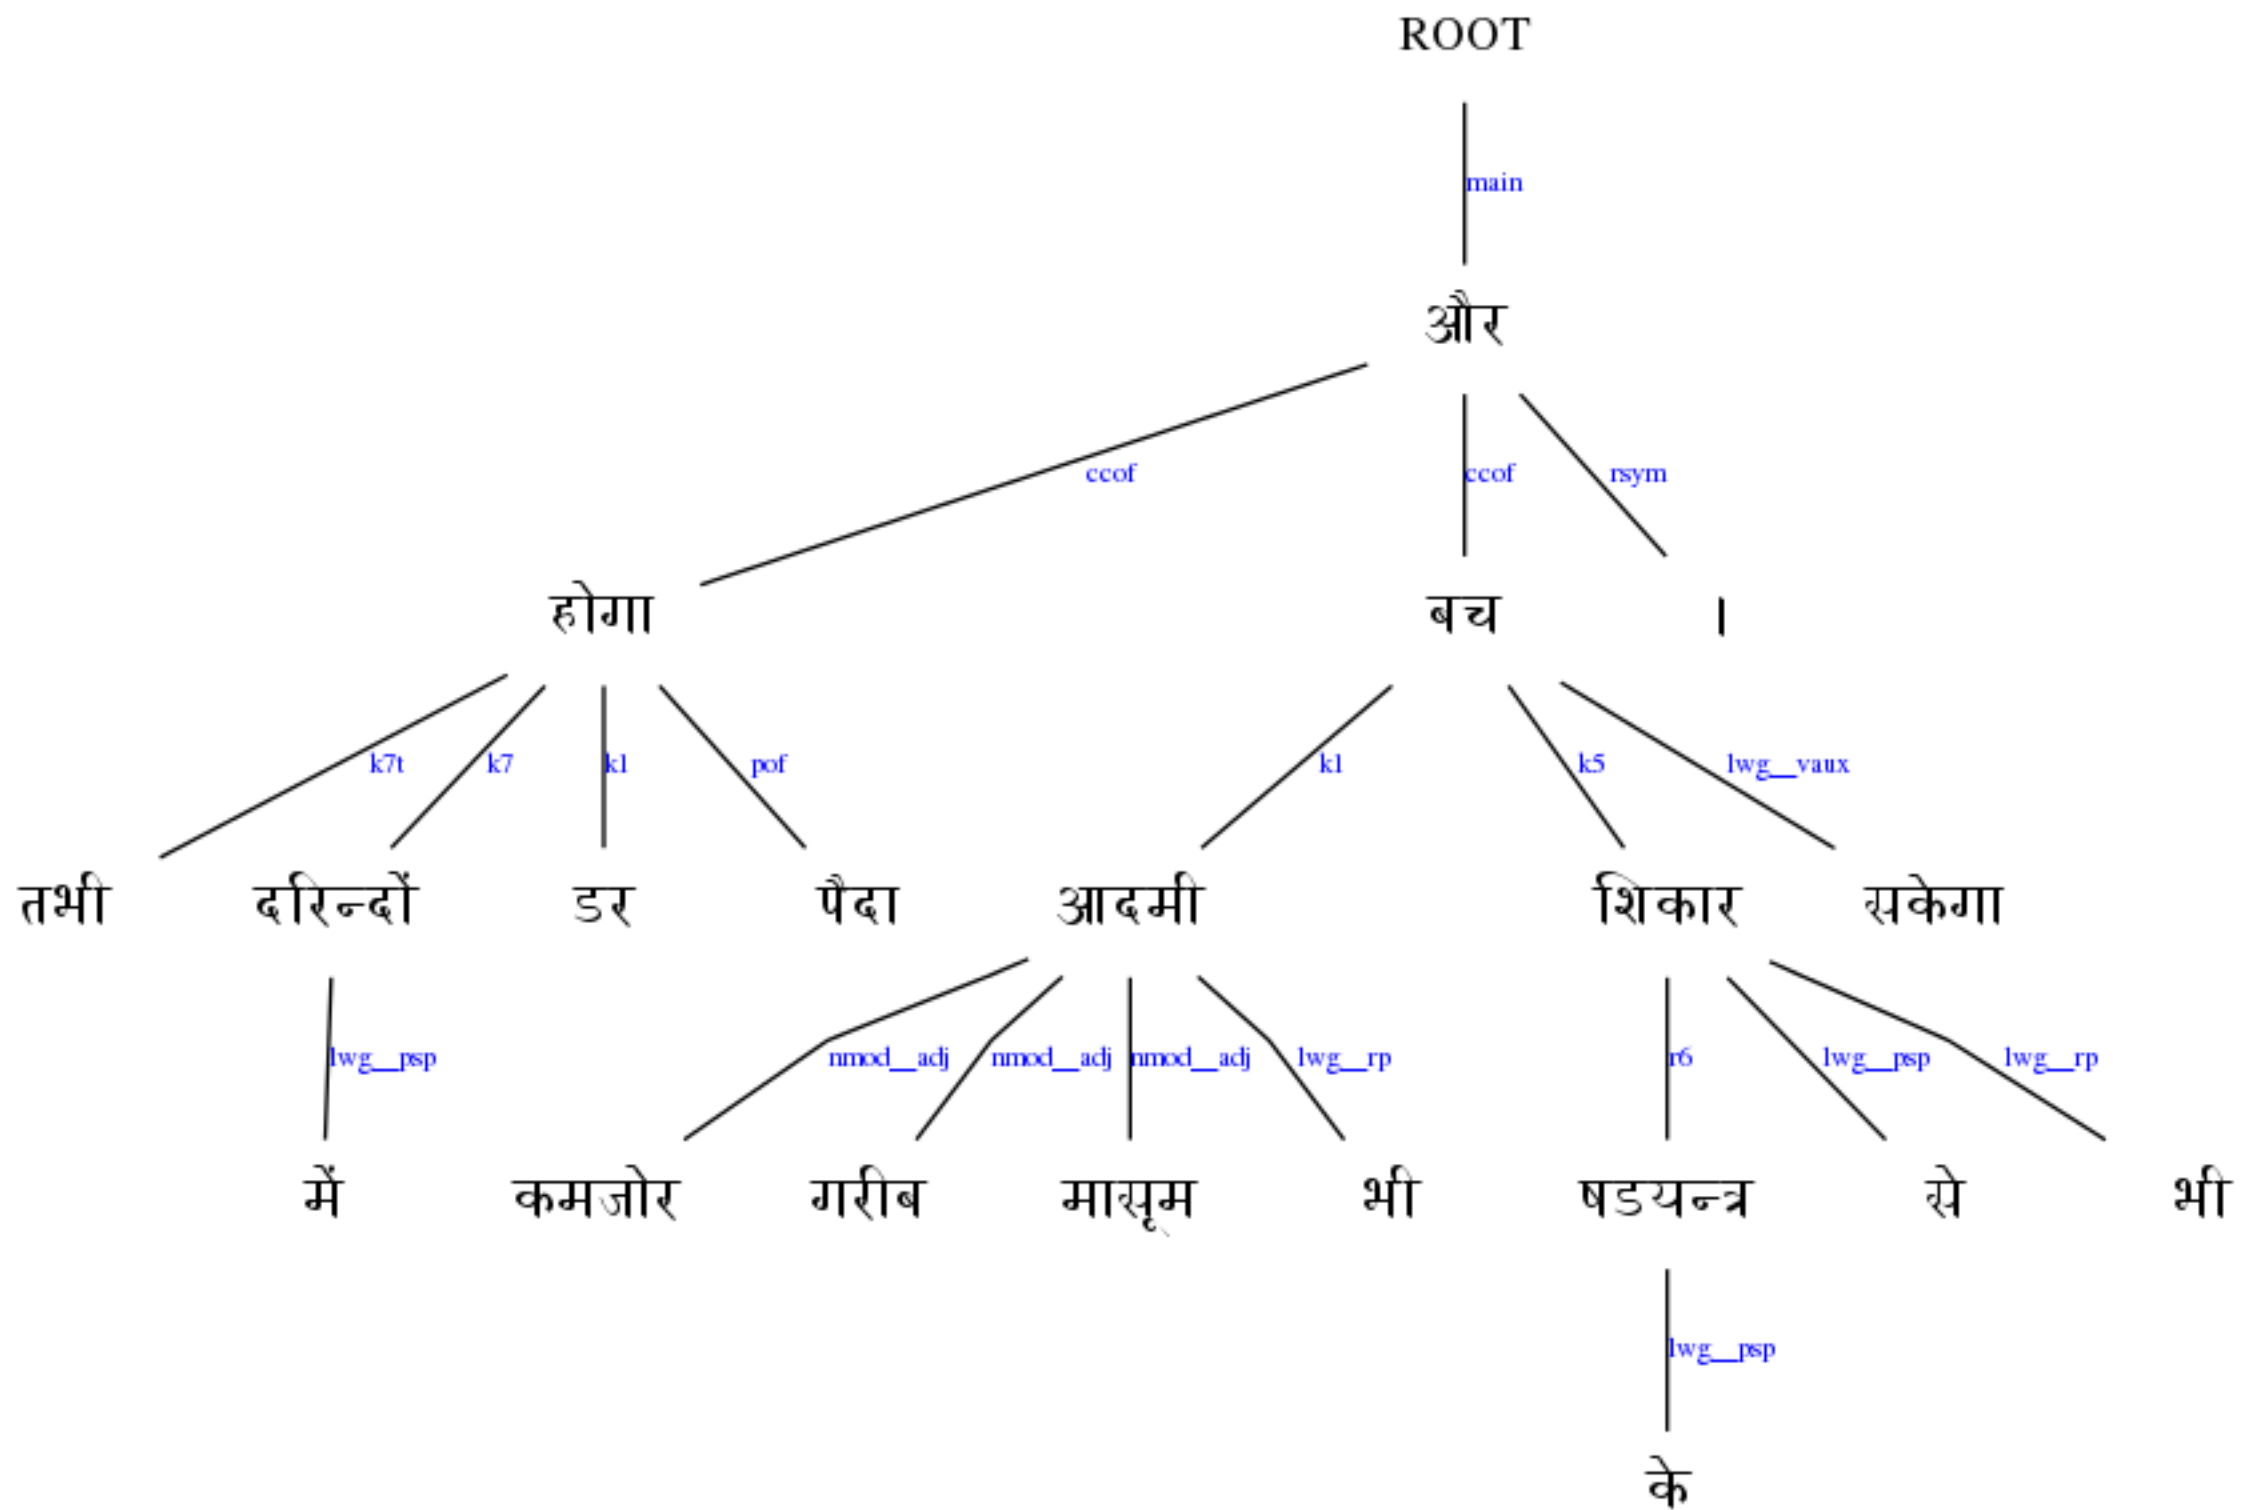 ROOT
main
और
ccof ccof rsym
होगा बच ।
k7t k7 k1 pof k1 k5 lwg__vaux
तभी दरिन्दों डर पैदा आदमी शिकार सकेगा
lwg__psp nmod__adj nmod__adj nmod__adj lwg__rp r6 lwg__psp lwg__rp
में कमजोर गरीब मासूम भी षडयन्त्र से भी
lwg__psp
के